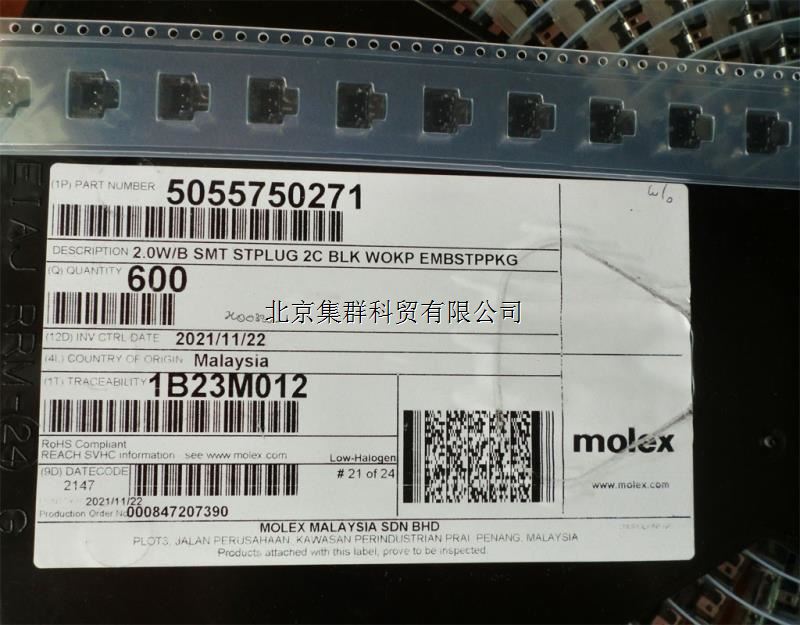 EIAJ RRM-(24) G
(1P) PART NUMBER 5055750271
w/o
DESCRIPTION 2.0W/B SMT STPLUG 2C BLK WOKP EMBSTPPKG
(Q) QUANTITY 600
北京集群科贸有限公司
(12D) INV CTRL DATE 2021/11/22
(4L) COUNTRY OF ORIGIN Malaysia
(1T) TRACEABILITY 1B23M012
RoHS Compliant
REACH SVHC information - see www.molex.com
Low-Halogen
(9D) DATECODE
2147
# 21 of 24
2021/11/22
Production Order No 000847207390
molex
www.molex.com
MOLEX MALAYSIA SDN BHD
PLOT3, JALAN PERUSAHAAN, KAWASAN PERINDUSTRIAN PRAI, PENANG, MALAYSIA
Products attached with this label, prove to be inspected.